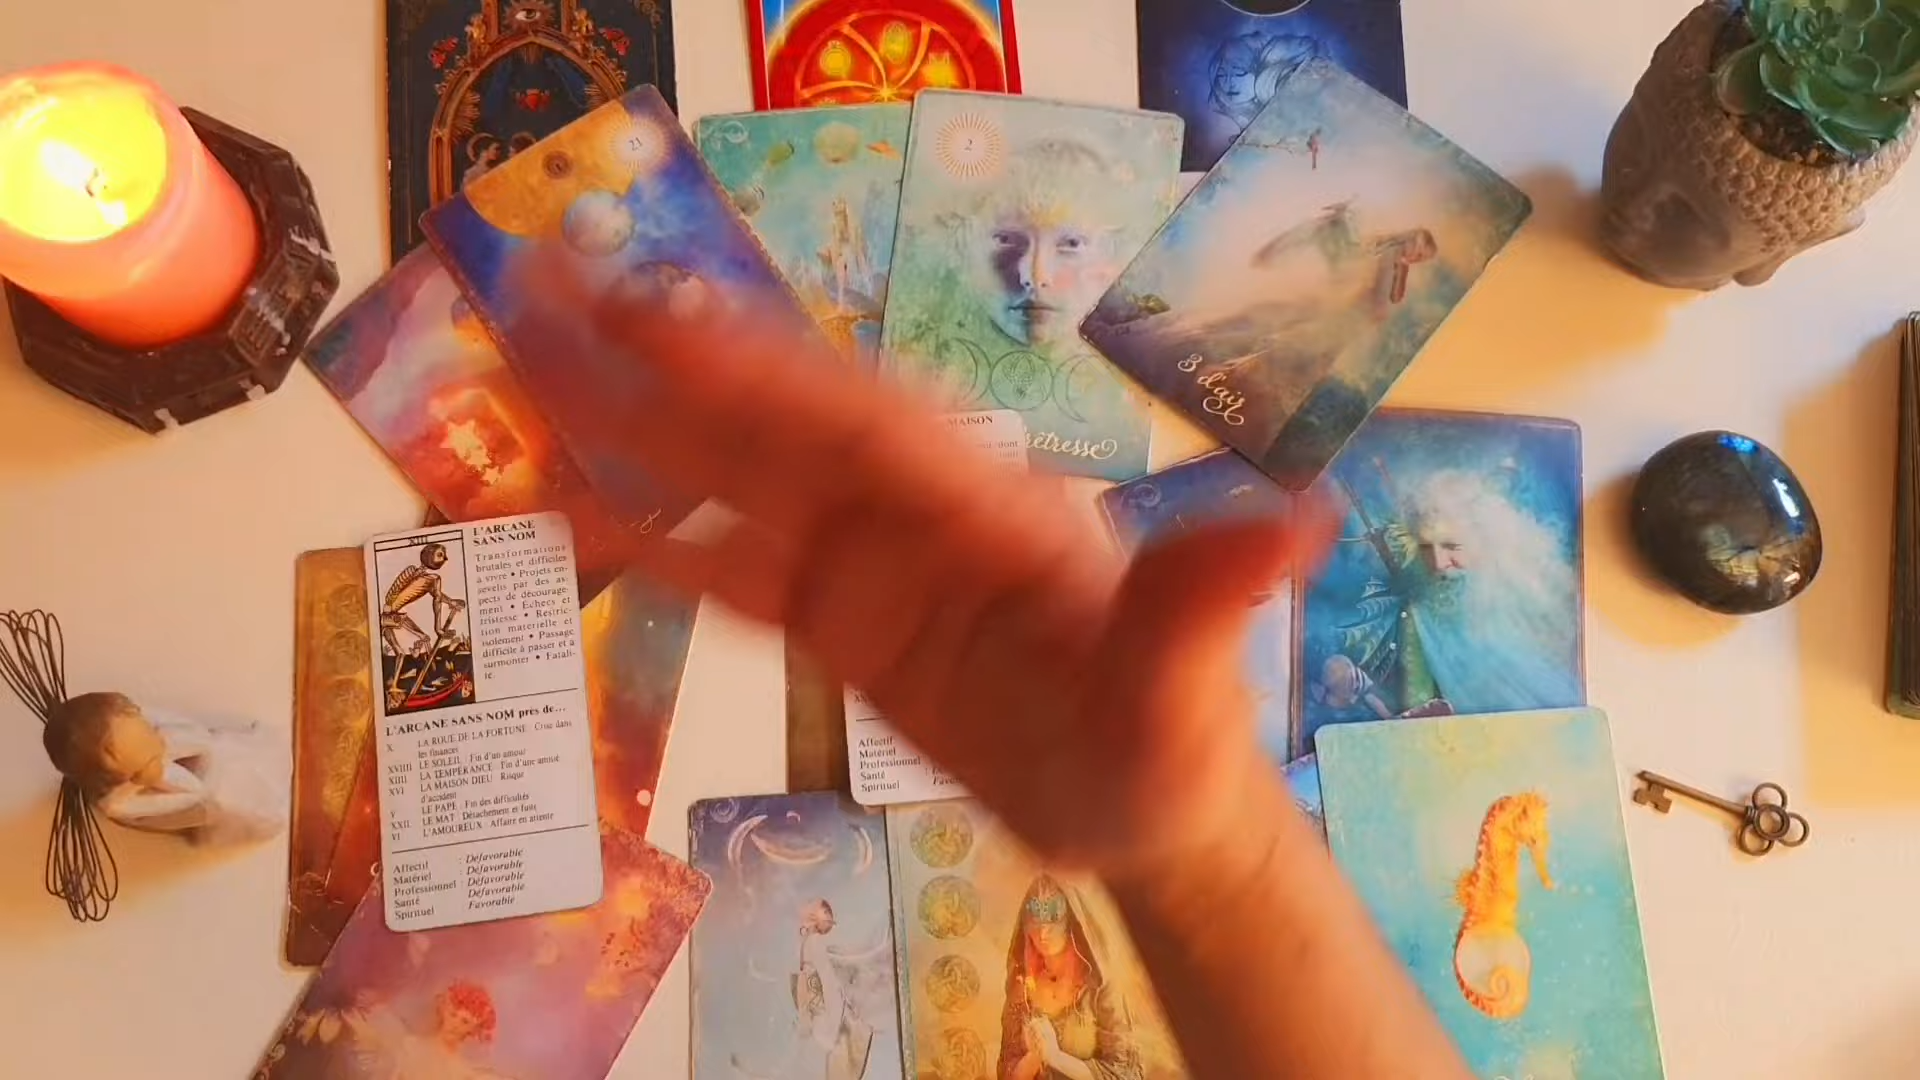 21
2
3 d'air
MAISON
dont
rêtresse
XIII
L'ARCANE
SANS NOM
Transformations
brutales et difficiles
à vivre • Projets en-
sevelis par des as-
pects de décourage-
ment • Echecs et
tristesse • Restric-
tion matérielle et
isolement • Passage
difficile à passer et à
surmonter • Fatali-
té.
L'ARCANE SANS NOM près de...
X LA ROUE DE LA FORTUNE : Crise dans
les finances
XVIIII LE SOLEIL : Fin d'un amour
XIIII LA TEMPÉRANCE : Fin d'une amitié
XVI LA MAISON DIEU : Risque
d'accident
V LE PAPE : Fin des difficultés
XXII LE MAT : Détachement et fuite
VI L'AMOUREUX : Affaire en attente
Affectif : Défavorable
Matériel : Défavorable
Professionnel : Défavorable
Santé : Défavorable
Spirituel : Favorable
Affectif
Matériel
Professionnel
Santé
Spirituel